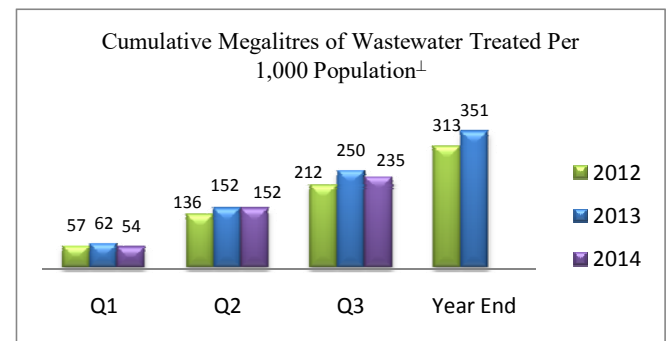 Cumulative Megalitres of Wastewater Treated Per
1,000 Population⊥
57 62 54
136 152 152
212 250 235
313 351
2012
2013
2014
Q1 Q2 Q3 Year End